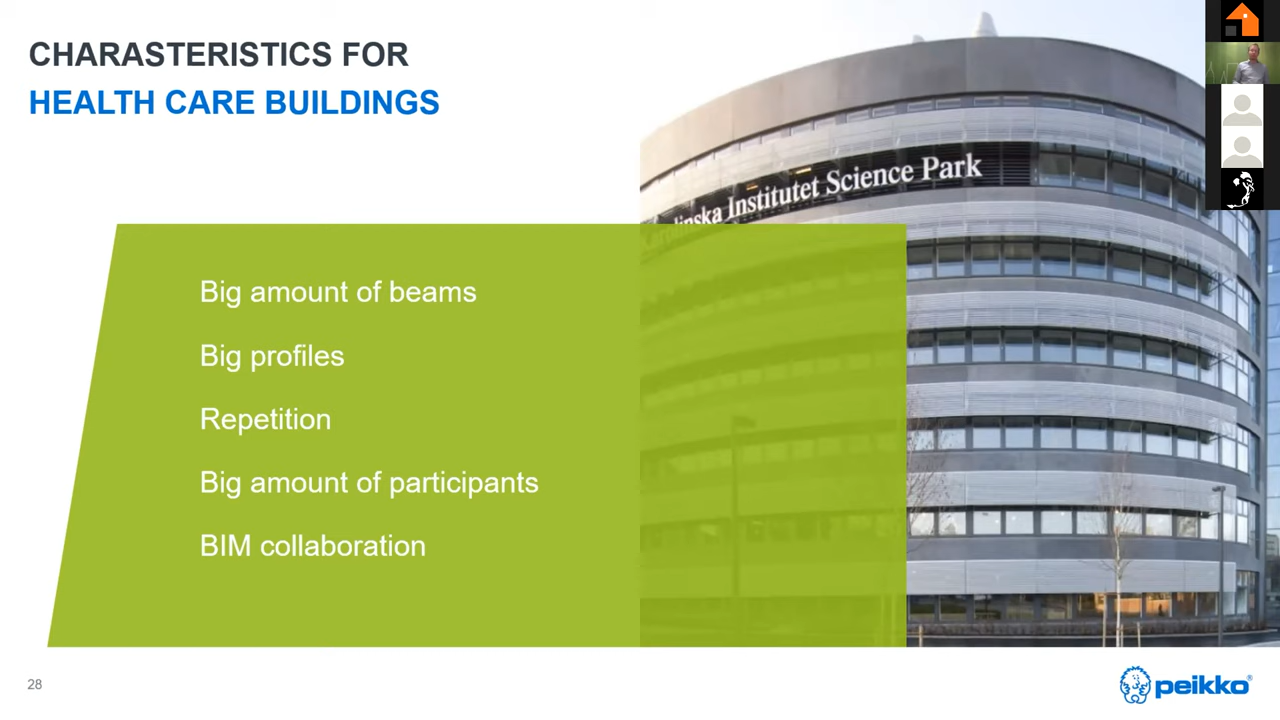 CHARASTERISTICS FOR
HEALTH CARE BUILDINGS
Institutet Science Park
Big amount of beams
Big profiles
Repetition
Big amount of participants
BIM collaboration
28
peikko®